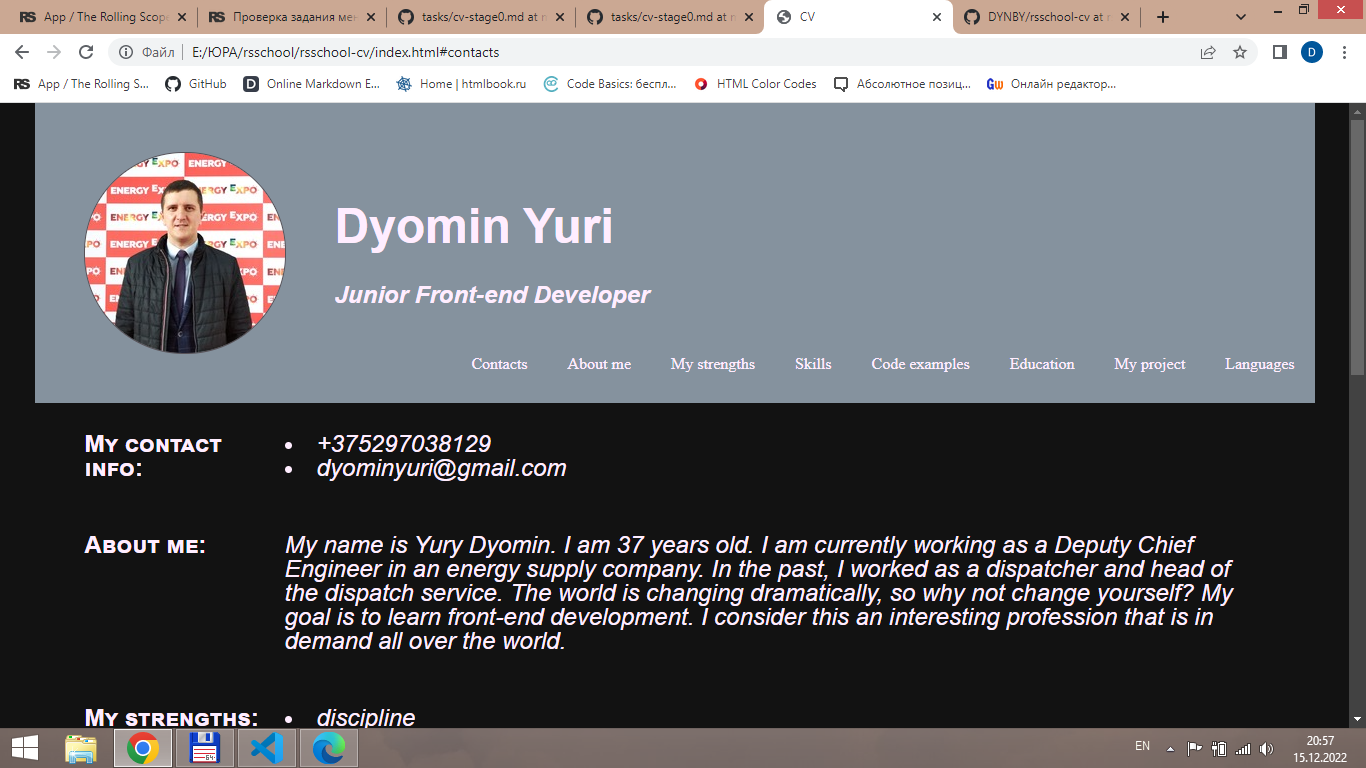 App / The Rolling Scope
Проверка задания мен
tasks/cv-stage0.md at m
tasks/cv-stage0.md at m
CV
DYNBY/rsschool-cv at
Файл
E:/ЮРА/rsschool/rsschool-cv/index.html#contacts
D
App / The Rolling S...
GitHub
Online Markdown E...
Home | htmlbook.ru
Code Basics: беспл...
HTML Color Codes
Абсолютное позиц...
Онлайн редактор...
ENERGY EXPO
Dyomin Yuri
Junior Front-end Developer
Contacts
About me
My strengths
Skills
Code examples
Education
My project
Languages
My contact info:
• +375297038129
• dyominyuri@gmail.com
About me:
My name is Yury Dyomin. I am 37 years old. I am currently working as a Deputy Chief
Engineer in an energy supply company. In the past, I worked as a dispatcher and head of
the dispatch service. The world is changing dramatically, so why not change yourself? My
goal is to learn front-end development. I consider this an interesting profession that is in
demand all over the world.
My strengths:
• discipline
EN
20:57
15.12.2022